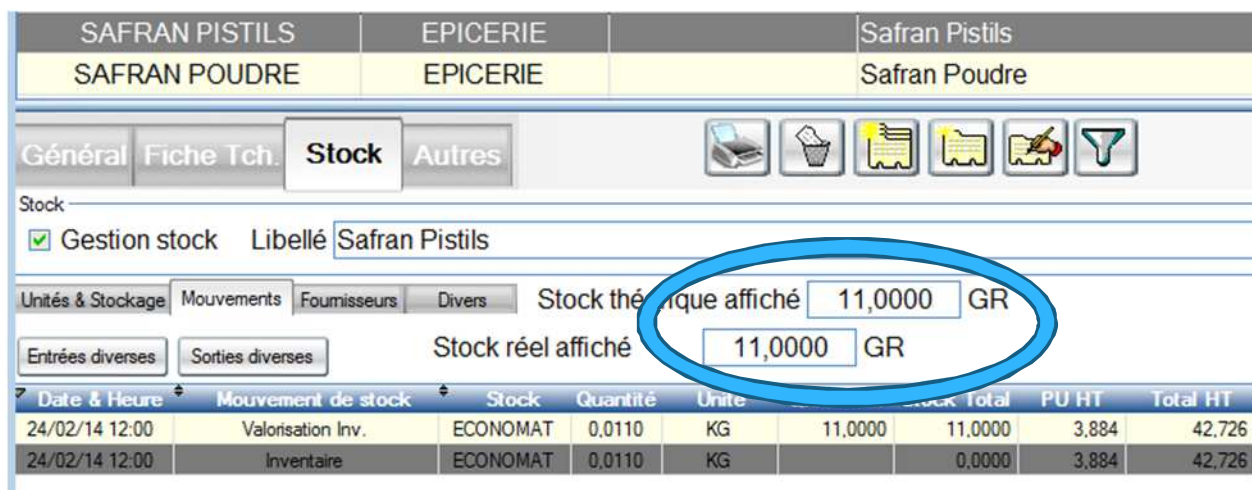 SAFRAN PISTILS EPICERIE Safran Pistils
SAFRAN POUDRE EPICERIE Safran Poudre
Général Fiche Tch. Stock Autres
Stock
Gestion stock Libellé Safran Pistils
Unités & Stockage Mouvements Fournisseurs Divers Stock affiché 11,0000 GR
Entrées diverses Sorties diverses Stock réel affiché 11,0000 GR
Date & Heure Mouvement de stock Stock Quantité Unité Total PU HT Total HT
24/02/14 12:00 Valorisation Inv. ECONOMAT 0,0110 KG 11,0000 11,0000 3,884 42,726
24/02/14 12:00 Inventaire ECONOMAT 0,0110 KG 0,0000 3,884 42,726